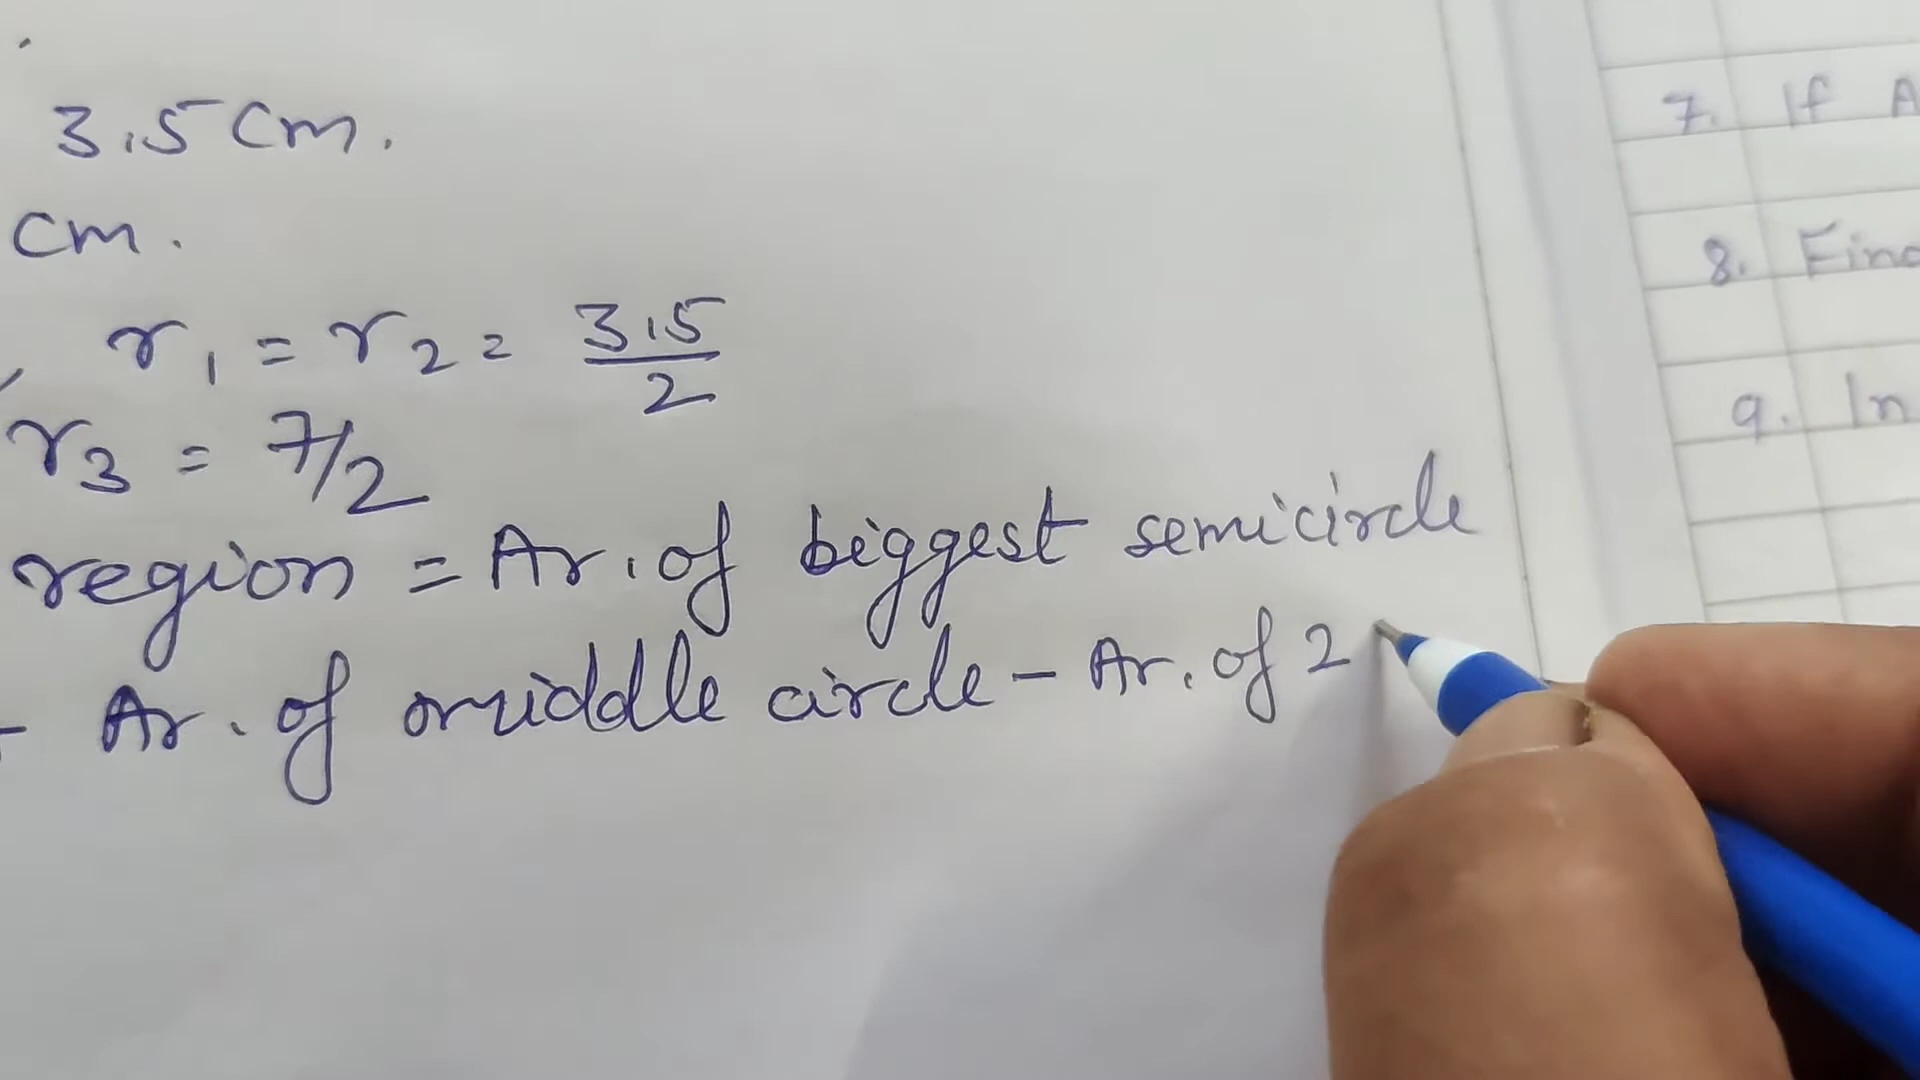 3.5 cm.
cm.
, r₁ = r₂ = 3.5/2
r₃ = 7/2
region = Ar. of biggest semicircle
- Ar. of middle circle - Ar. of 2
7. If A
8. Find
9. In